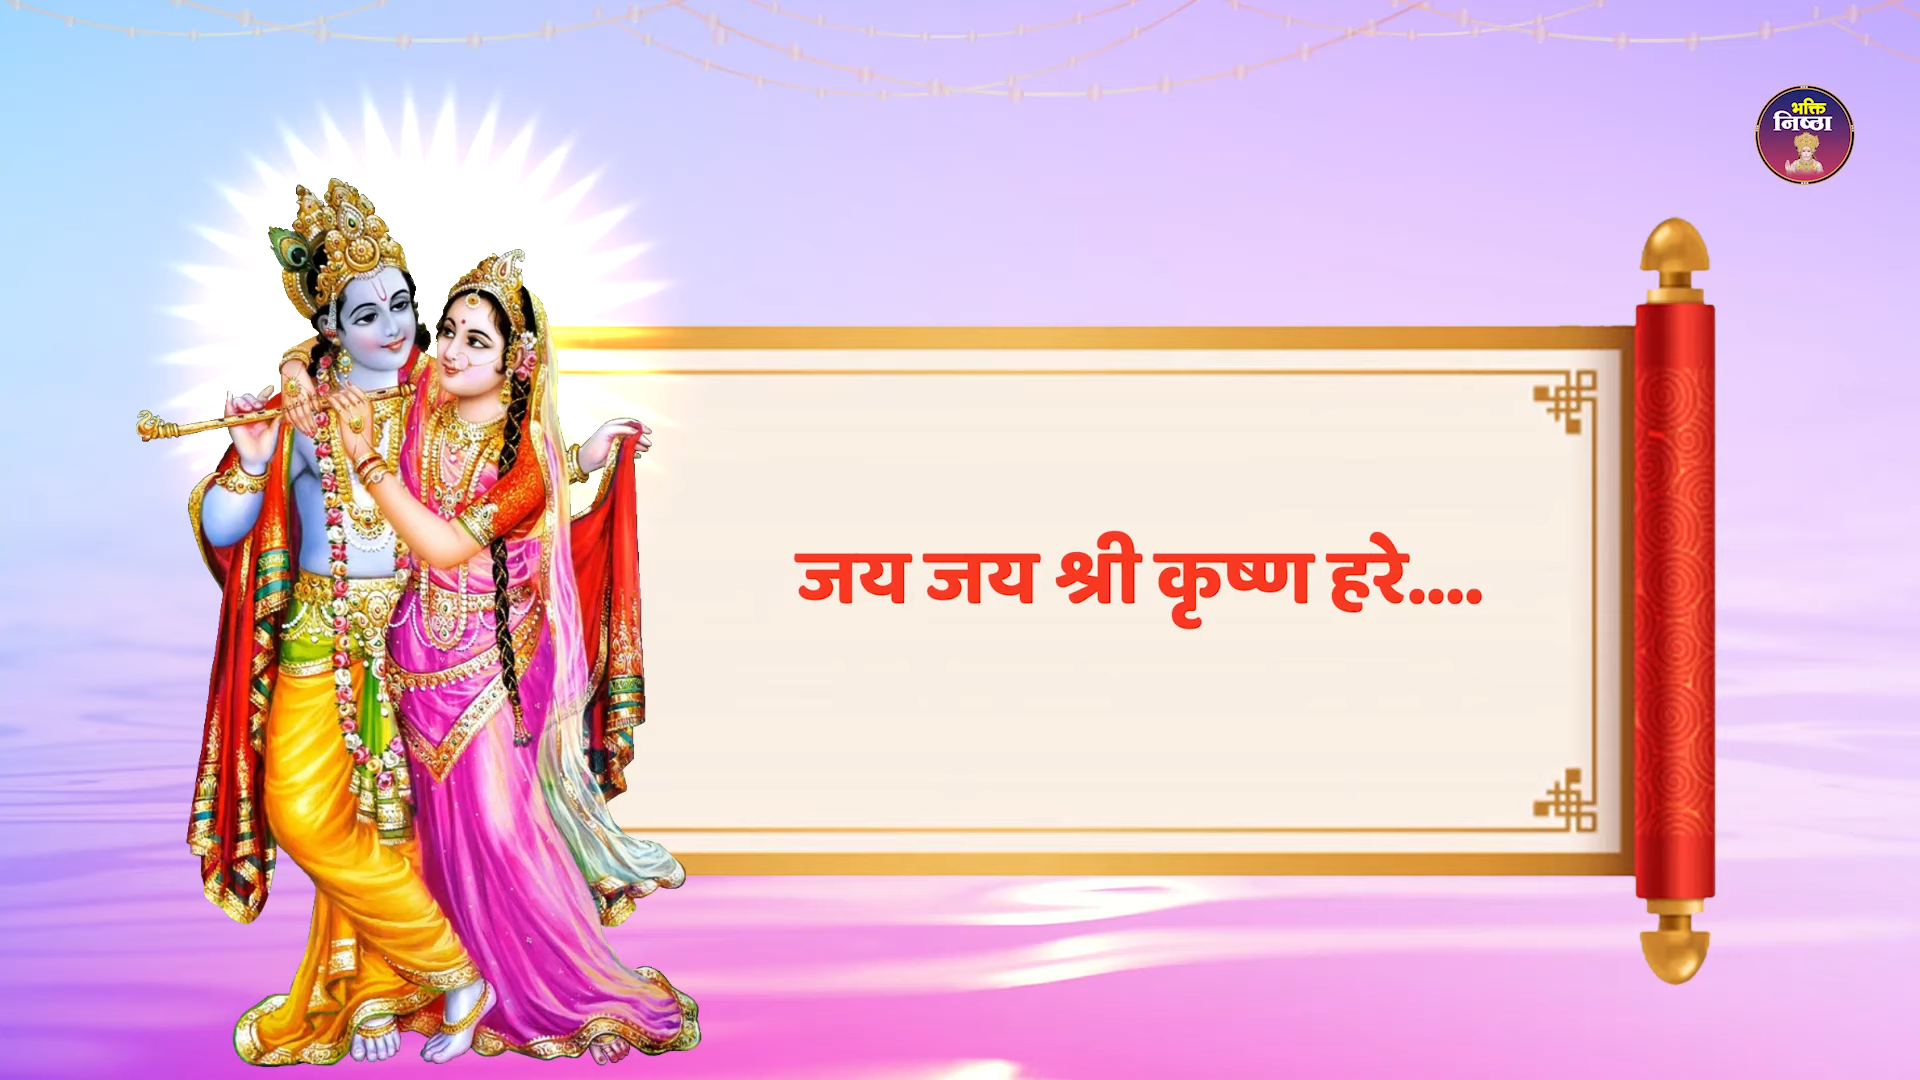 भक्ति
निष्ठा
जय जय श्री कृष्ण हरे....